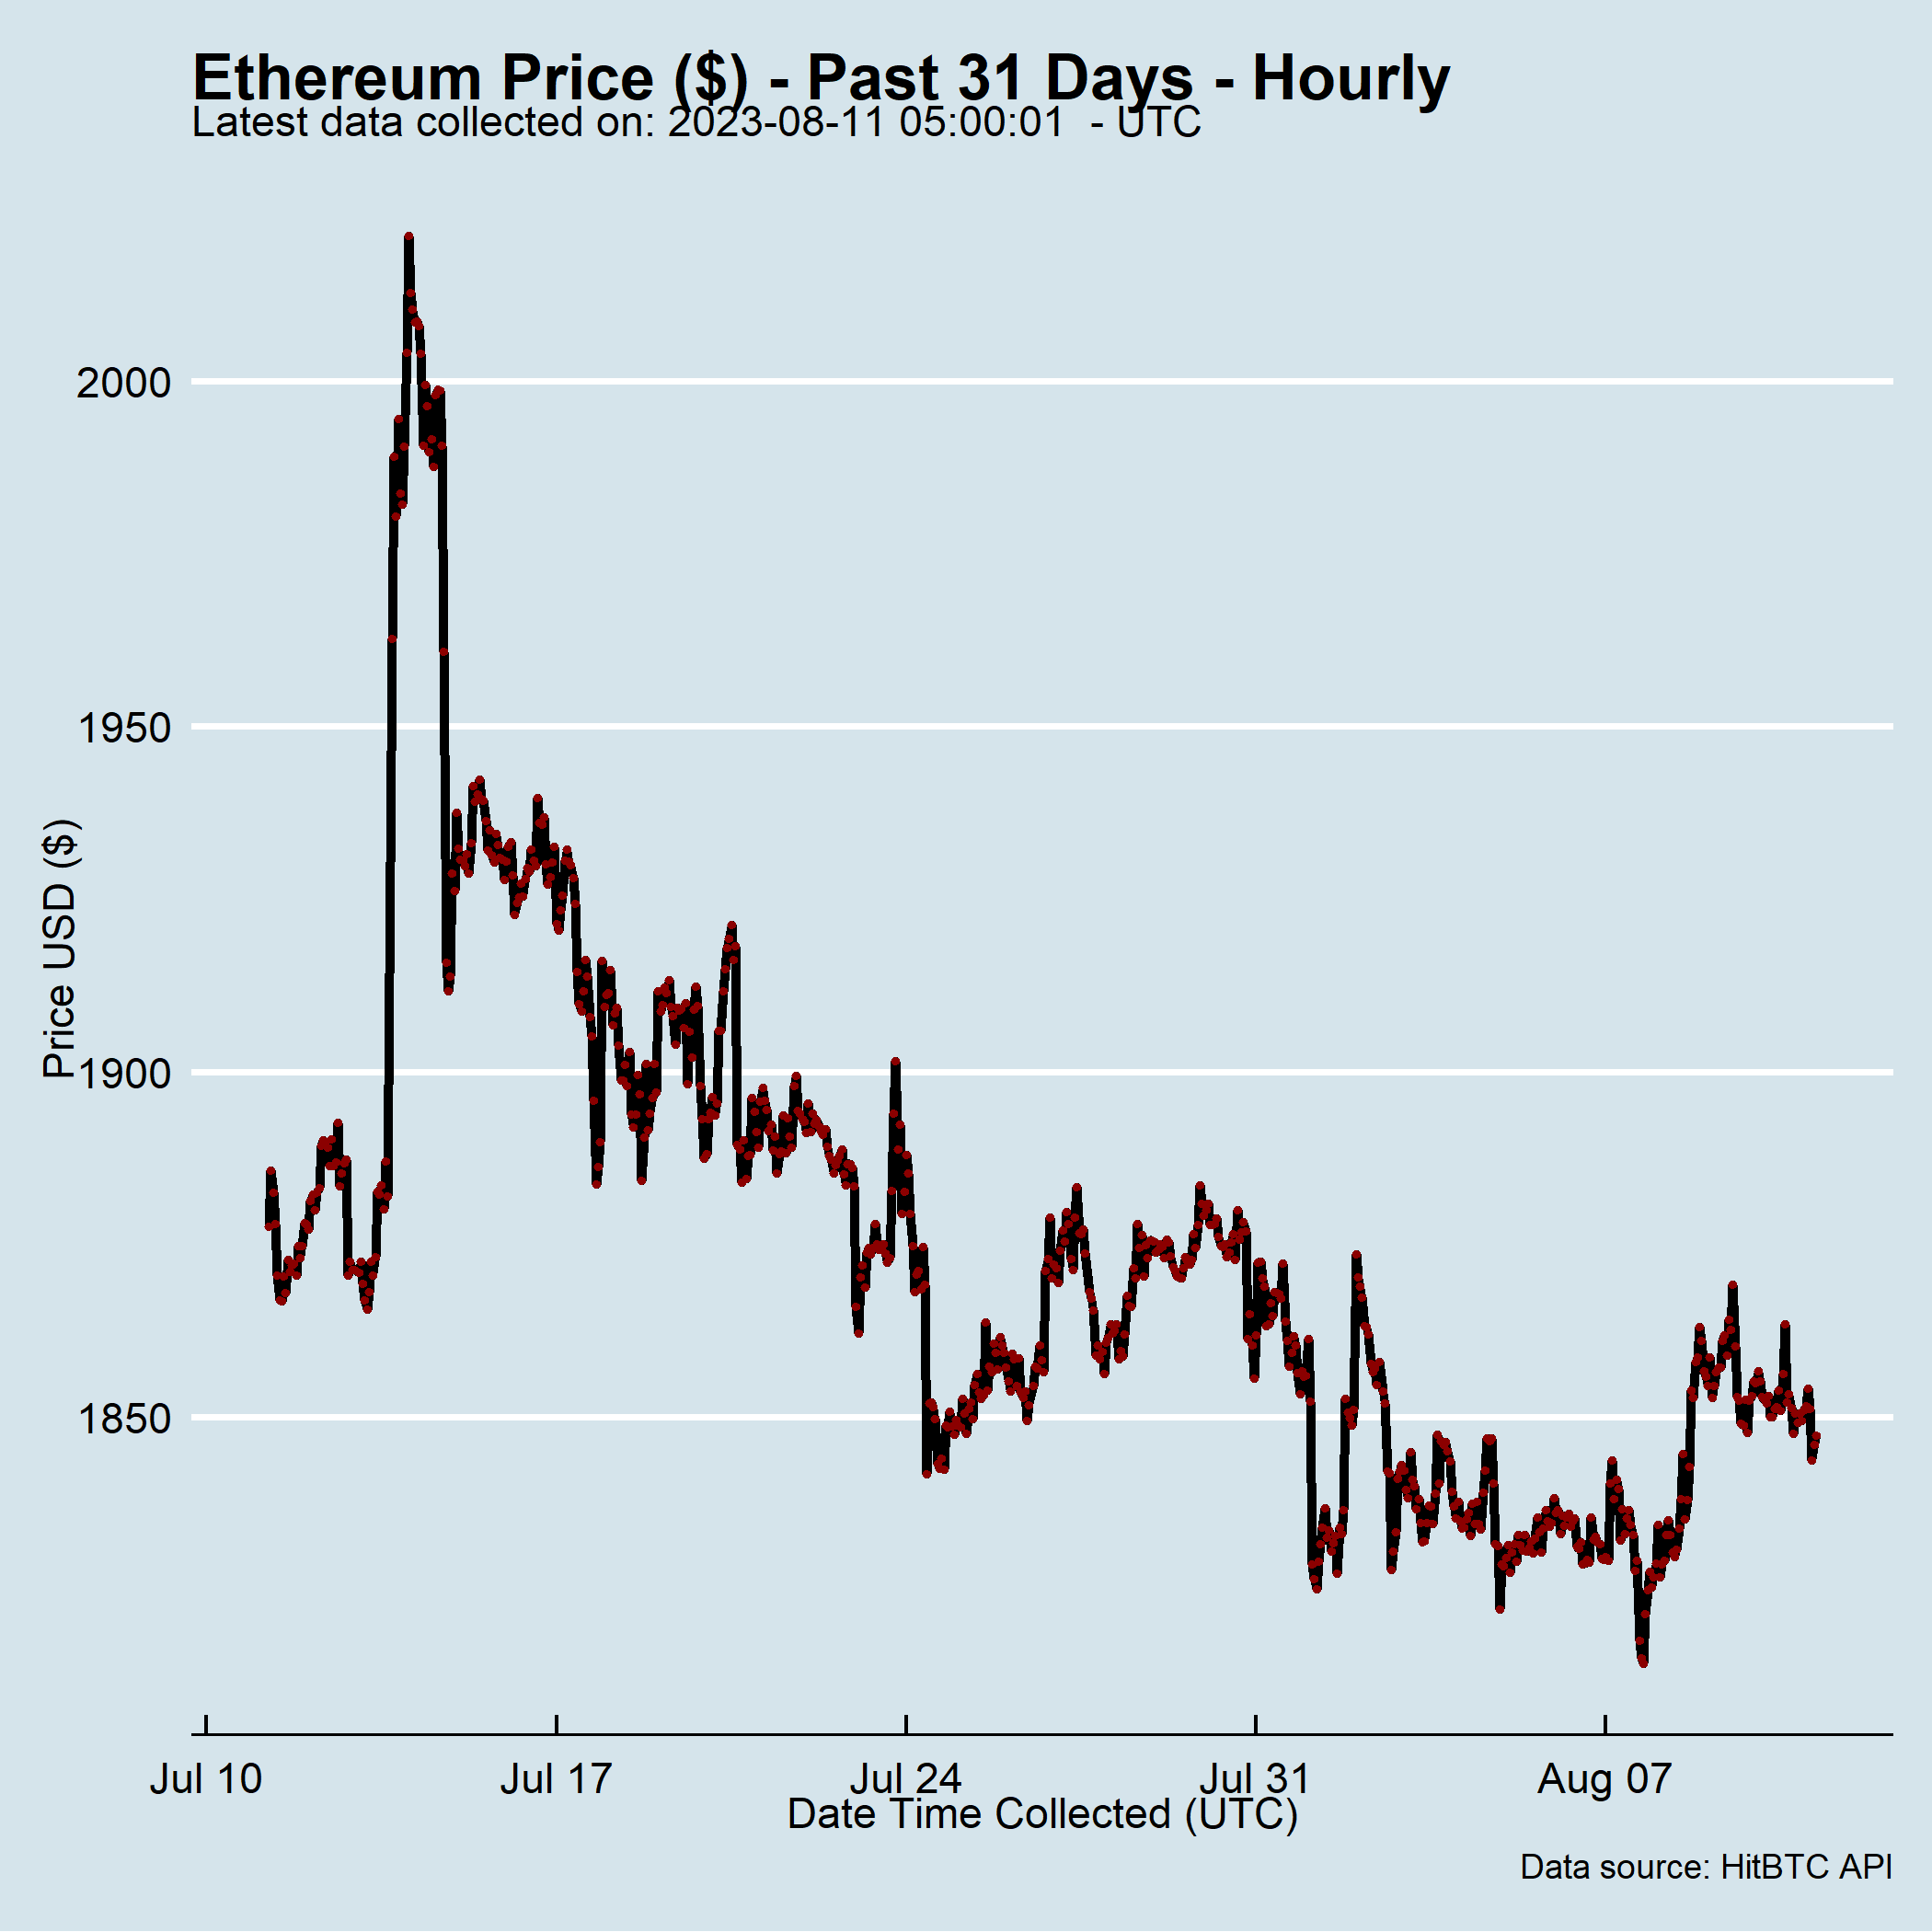 Ethereum Price ($) - Past 31 Days - Hourly
Latest data collected on: 2023-08-11 05:00:01  - UTC
2000
1950
1900
1850
Price USD ($)
Jul 10
Jul 17
Jul 24
Jul 31
Aug 07
Date Time Collected (UTC)
Data source: HitBTC API